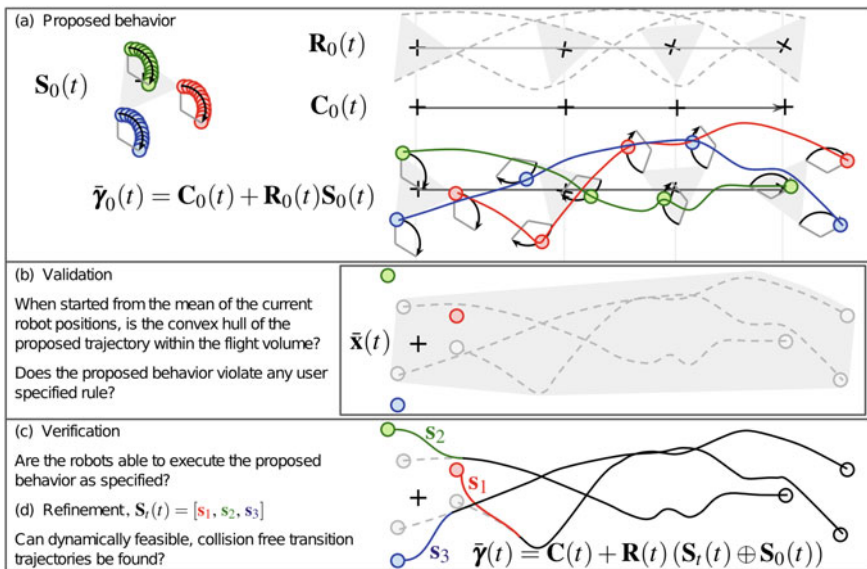 (a) Proposed behavior
S₀(t)
R₀(t)
C₀(t)
γ̄₀(t) = C₀(t) + R₀(t)S₀(t)
(b) Validation
When started from the mean of the current
robot positions, is the convex hull of the
proposed trajectory within the flight volume?
Does the proposed behavior violate any user
specified rule?
x̄(t)
(c) Verification
Are the robots able to execute the proposed
behavior as specified?
(d) Refinement, Sₜ(t) = [s₁, s₂, s₃]
Can dynamically feasible, collision free transition
trajectories be found?
s₂
s₁
s₃
γ̄(t) = C(t) + R(t) (Sₜ(t) ⊕ S₀(t))